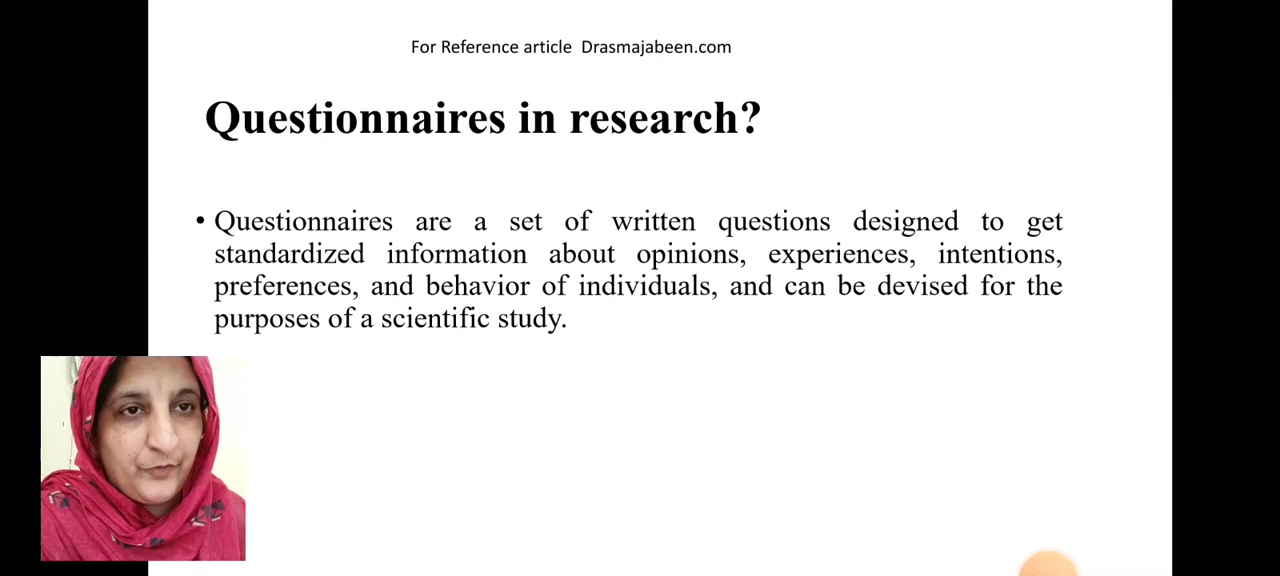 For Reference article Drasmajabeen.com
Questionnaires in research?
• Questionnaires are a set of written questions designed to get
standardized information about opinions, experiences, intentions,
preferences, and behavior of individuals, and can be devised for the
purposes of a scientific study.